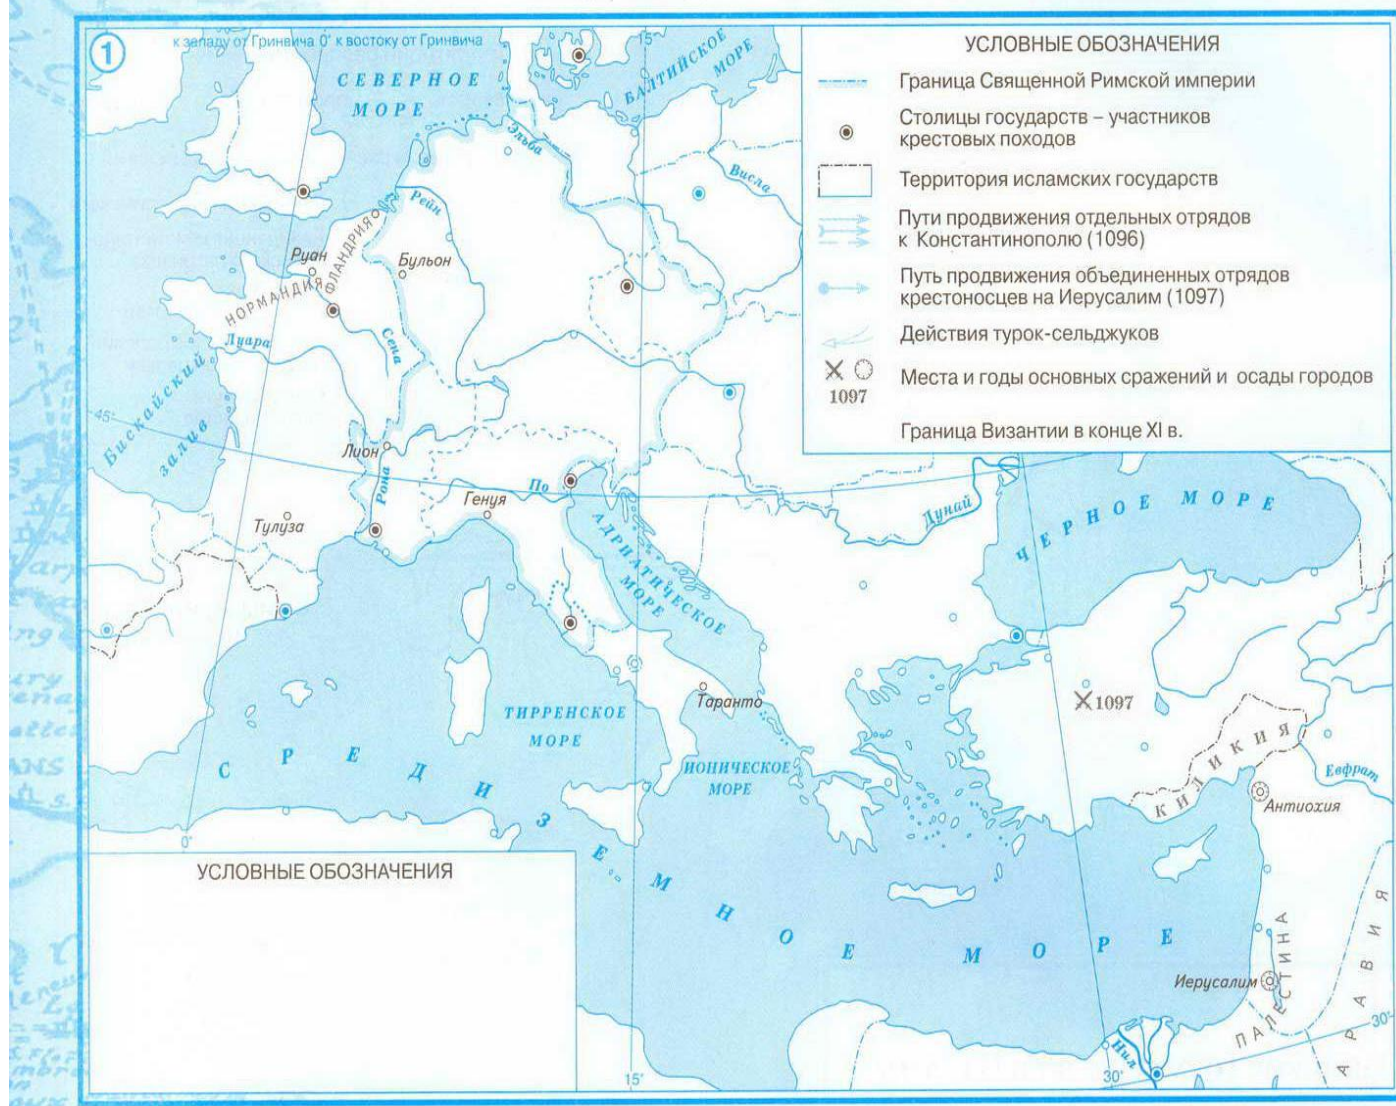 1
к западу от Гринвича 0° к востоку от Гринвича
15°
СЕВЕРНОЕ
МОРЕ
БАЛТИЙСКОЕ
МОРЕ
УСЛОВНЫЕ ОБОЗНАЧЕНИЯ
Граница Священной Римской империи
Столицы государств – участников
крестовых походов
Территория исламских государств
Пути продвижения отдельных отрядов
к Константинополю (1096)
Путь продвижения объединенных отрядов
крестоносцев на Иерусалим (1097)
Действия турок-сельджуков
1097
Места и годы основных сражений и осады городов
Граница Византии в конце XI в.
Эльба
Висла
Рейн
Руан
ФЛАНДРИЯ
Бульон
НОРМАНДИЯ
Луара
Сена
Бискайский
залив
45°
Лион
Рона
По
Генуя
Тулуза
АДРИАТИЧЕСКОЕ
МОРЕ
Дунай
ЧЕРНОЕ МОРЕ
Таранто
ТИРРЕНСКОЕ
МОРЕ
ИОНИЧЕСКОЕ
МОРЕ
1097
КИЛИКИЯ
Евфрат
Антиохия
СРЕДИЗЕМНОЕ МОРЕ
0°
УСЛОВНЫЕ ОБОЗНАЧЕНИЯ
Иерусалим
ПАЛЕСТИНА
АРАВИЯ
Нил
15°
30°
30°